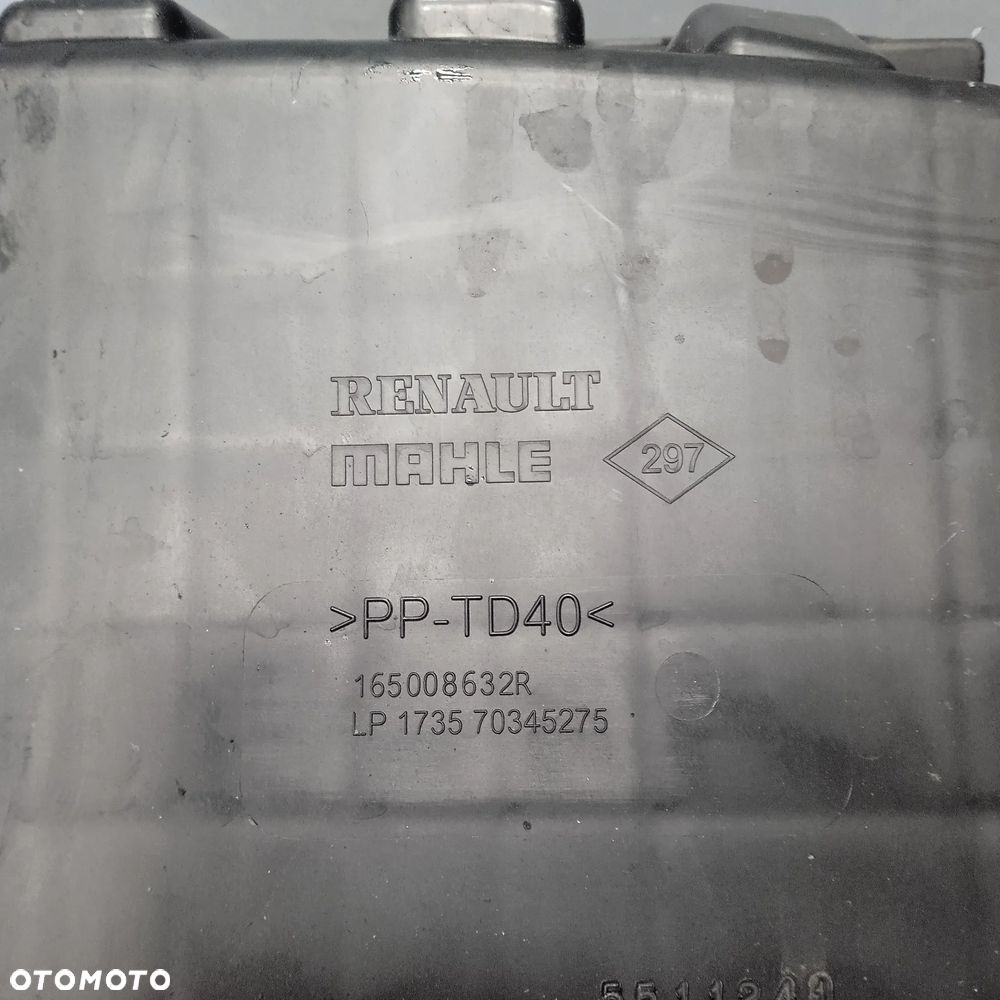 RENAULT
MAHLE 297
>PP-TD40<
165008632R
LP 1735 70345275
OTOMOTO